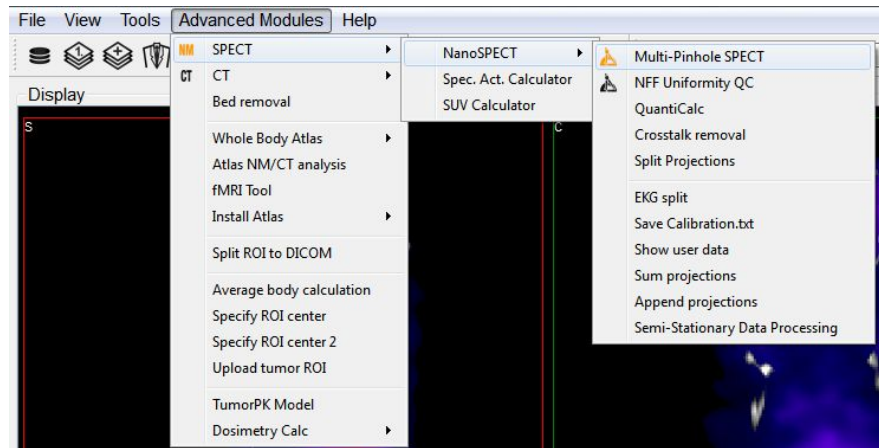 File View Tools Advanced Modules Help
Display
S
C
NM SPECT
CT CT
Bed removal
Whole Body Atlas
Atlas NM/CT analysis
fMRI Tool
Install Atlas
Split ROI to DICOM
Average body calculation
Specify ROI center
Specify ROI center 2
Upload tumor ROI
TumorPK Model
Dosimetry Calc
NanoSPECT
Spec. Act. Calculator
SUV Calculator
Multi-Pinhole SPECT
NFF Uniformity QC
QuantiCalc
Crosstalk removal
Split Projections
EKG split
Save Calibration.txt
Show user data
Sum projections
Append projections
Semi-Stationary Data Processing